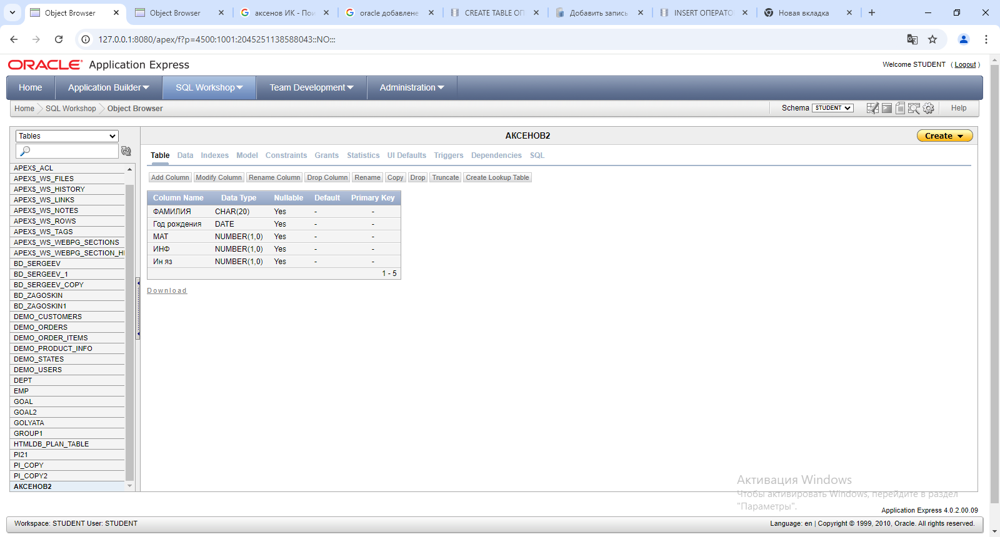 Object Browser
Object Browser
аксенов ИК - Пои
oracle добавлене
CREATE TABLE ОП
Добавить запись
INSERT ОПЕРАТО
Новая вкладка
127.0.0.1:8080/apex/f?p=4500:1001:2045251138588043::NO:::
ORACLE Application Express
Welcome STUDENT ( Logout )
Home
Application Builder
SQL Workshop
Team Development
Administration
Home
SQL Workshop
Object Browser
Schema STUDENT
Help
Tables
АКСЕНОВ2
Create
Table Data Indexes Model Constraints Grants Statistics UI Defaults Triggers Dependencies SQL
Add Column Modify Column Rename Column Drop Column Rename Copy Drop Truncate Create Lookup Table
Column Name Data Type Nullable Default Primary Key
ФАМИЛИЯ CHAR(20) Yes - -
Год рождения DATE Yes - -
МАТ NUMBER(1,0) Yes - -
ИНФ NUMBER(1,0) Yes - -
Ин яз NUMBER(1,0) Yes - -
1 - 5
Download
APEX$_ACL
APEX$_WS_FILES
APEX$_WS_HISTORY
APEX$_WS_LINKS
APEX$_WS_NOTES
APEX$_WS_ROWS
APEX$_WS_TAGS
APEX$_WS_WEBPG_SECTIONS
APEX$_WS_WEBPG_SECTION_HI
BD_SERGEEV
BD_SERGEEV_1
BD_SERGEEV_COPY
BD_ZAGOSKIN
BD_ZAGOSKIN1
DEMO_CUSTOMERS
DEMO_ORDERS
DEMO_ORDER_ITEMS
DEMO_PRODUCT_INFO
DEMO_STATES
DEMO_USERS
DEPT
EMP
GOAL
GOAL2
GOLYATA
GROUP1
HTMLDB_PLAN_TABLE
PI21
PI_COPY
PI_COPY2
АКСЕНОВ2
Активация Windows
Чтобы активировать Windows, перейдите в раздел
"Параметры".
Application Express 4.0.2.00.09
Workspace: STUDENT User: STUDENT
Language: en | Copyright © 1999, 2010, Oracle. All rights reserved.